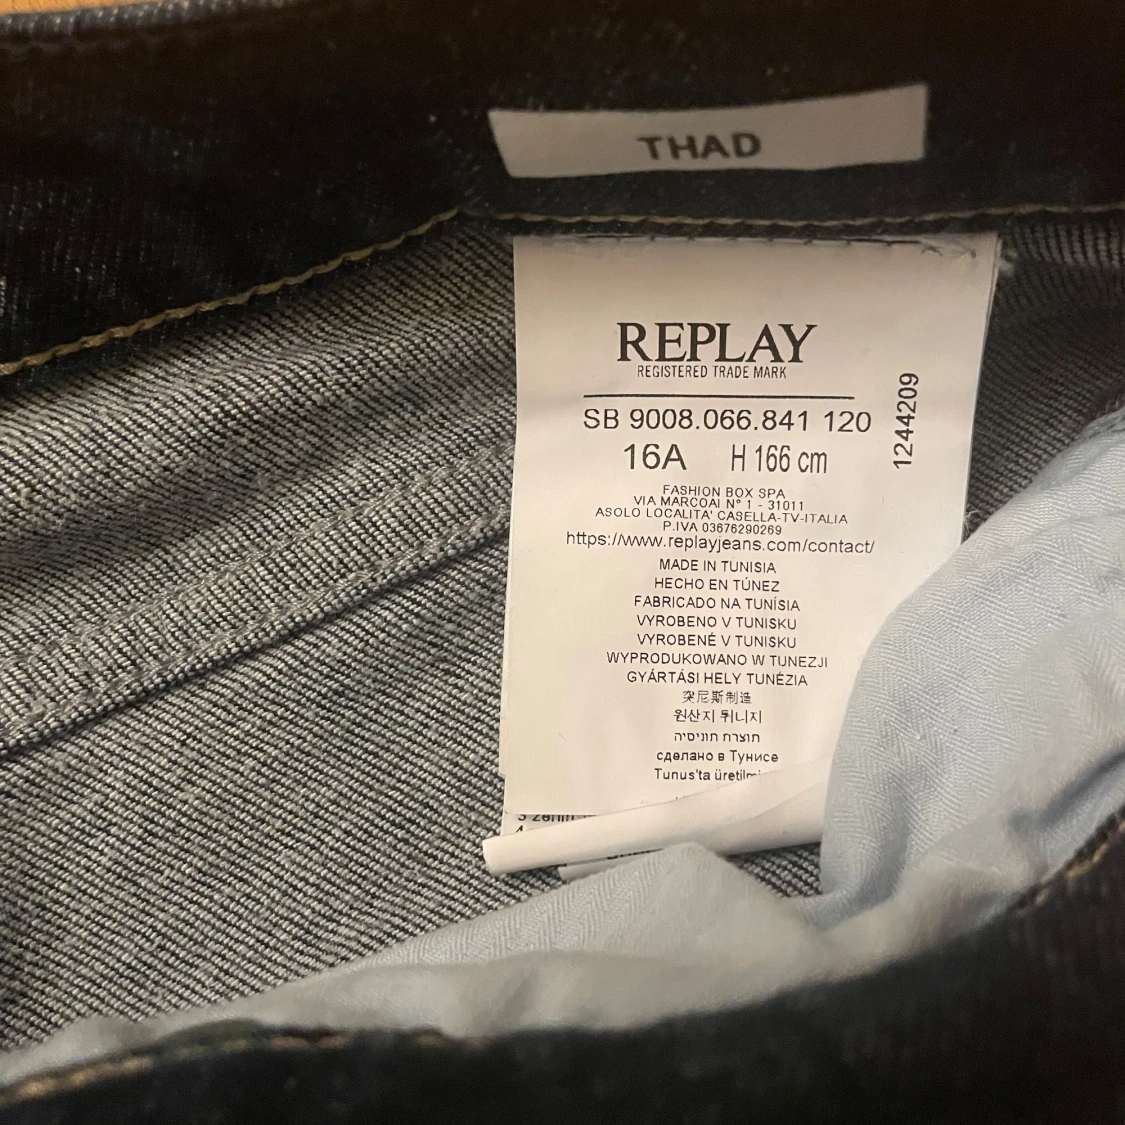 THAD
REPLAY
REGISTERED TRADE MARK
SB 9008.066.841 120
1244209
16A H 166 cm
FASHION BOX SPA
VIA MARCOAI N° 1 - 31011
ASOLO LOCALITA' CASELLA-TV-ITALIA
P.IVA 03676290269
https://www.replayjeans.com/contact/
MADE IN TUNISIA
HECHO EN TÚNEZ
FABRICADO NA TUNÍSIA
VYROBENO V TUNISKU
VYROBENÉ V TUNISKU
WYPRODUKOWANO W TUNEZJI
GYÁRTÁSI HELY TUNÉZIA
突尼斯制造
원산지 튀니지
תוצרת תוניסיה
сделано в Тунисе
Tunus'ta